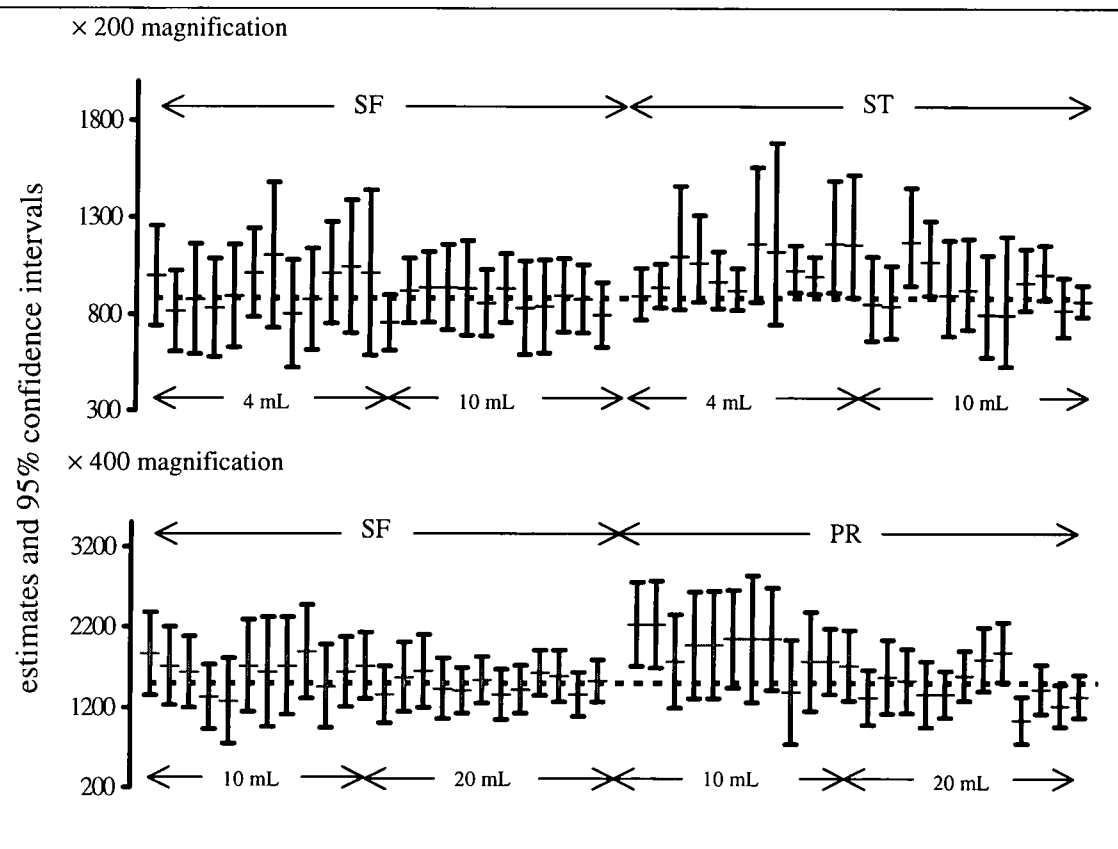 × 200 magnification
SF ST
1800
1300
800
300
4 mL 10 mL 4 mL 10 mL
estimates and 95% confidence intervals
× 400 magnification
SF PR
3200
2200
1200
200
10 mL 20 mL 10 mL 20 mL